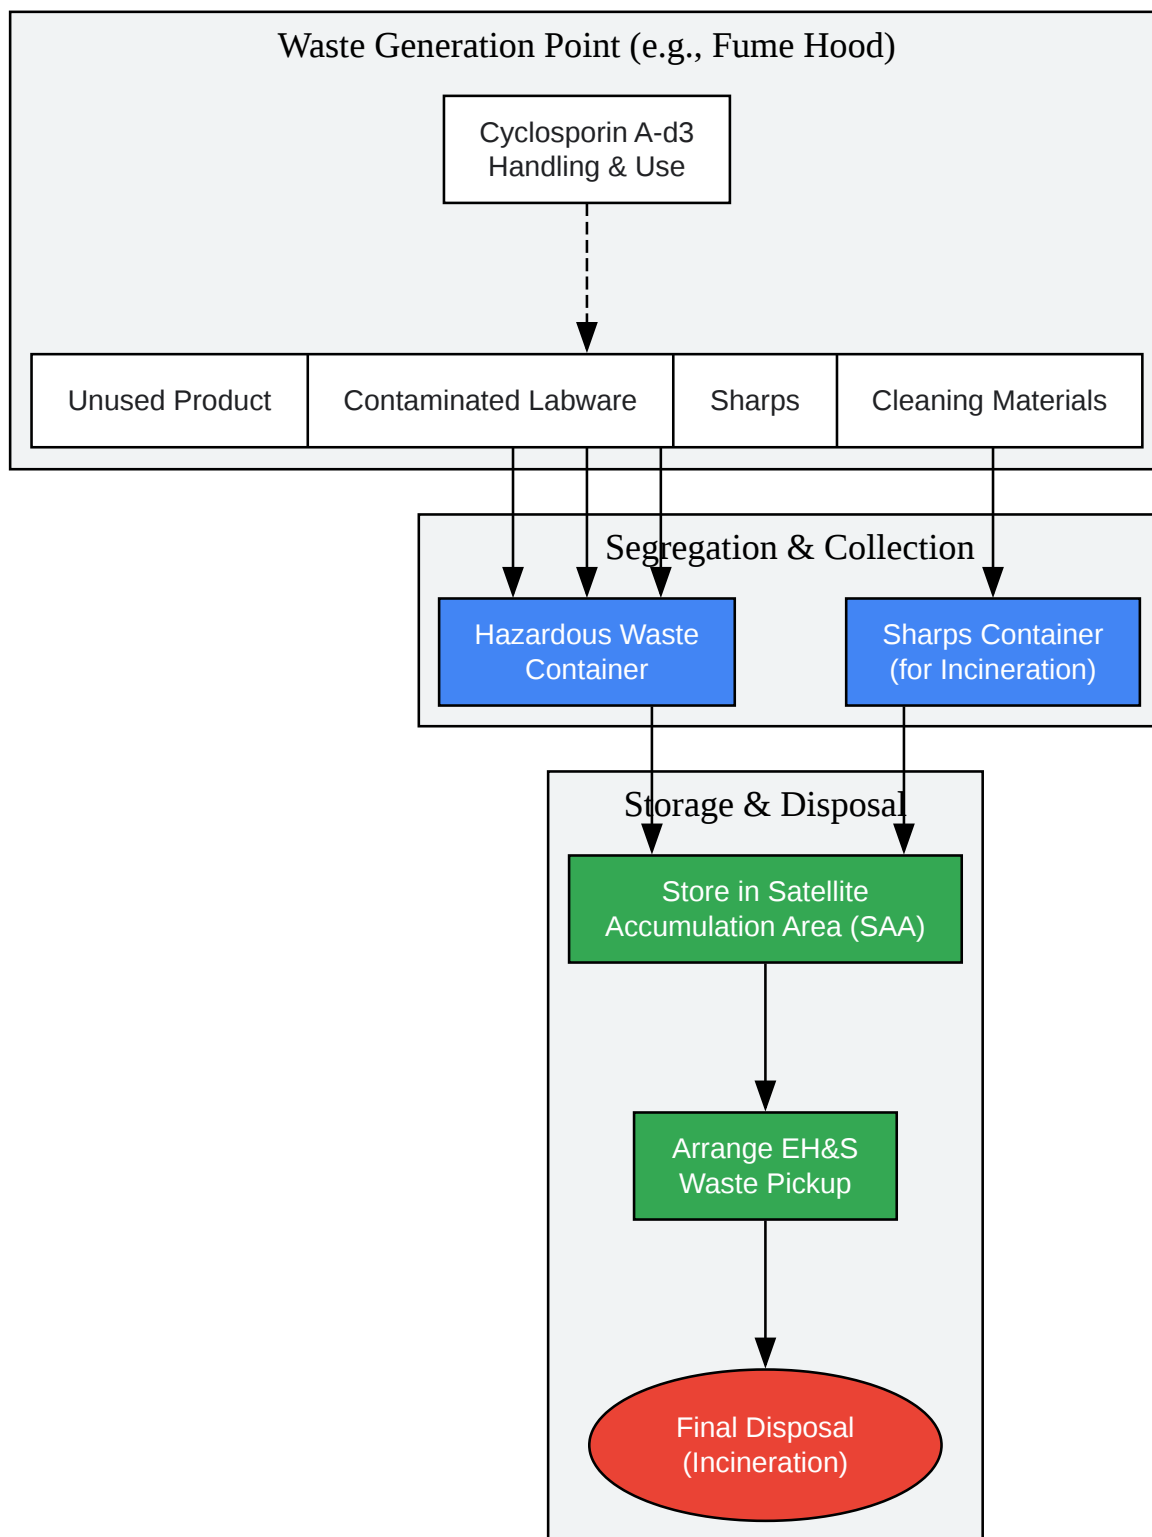 Waste Generation Point (e.g., Fume Hood)
Cyclosporin A-d3
Handling & Use
Unused Product
Contaminated Labware
Sharps
Cleaning Materials
Segregation & Collection
Hazardous Waste
Container
Sharps Container
(for Incineration)
Storage & Disposal
Store in Satellite
Accumulation Area (SAA)
Arrange EH&S
Waste Pickup
Final Disposal
(Incineration)